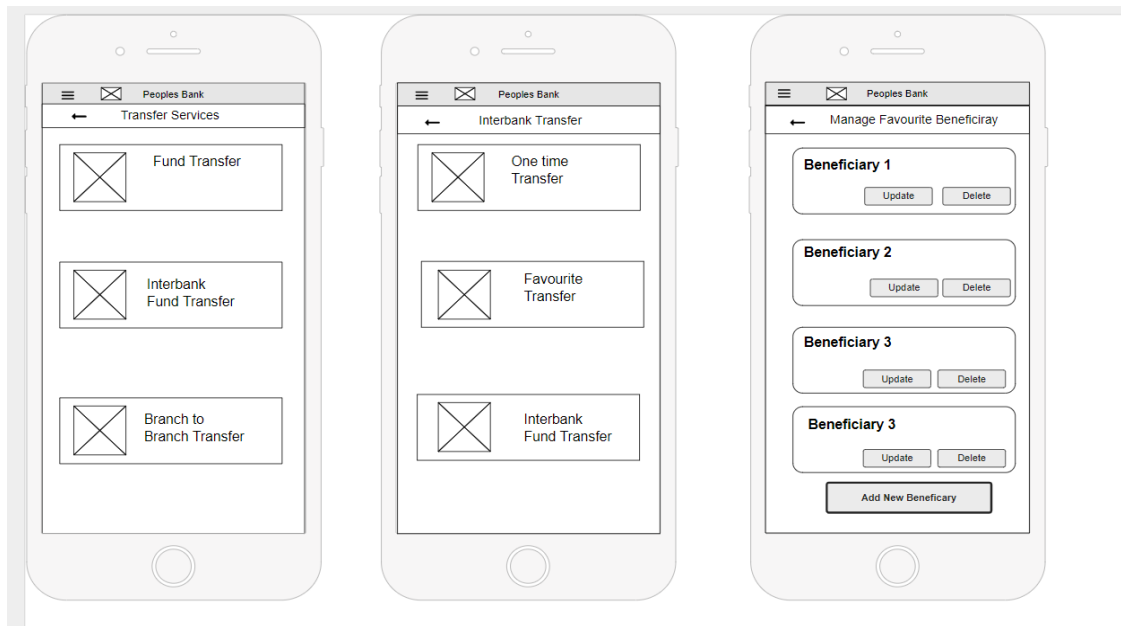 Peoples Bank
Transfer Services
Fund Transfer
Interbank
Fund Transfer
Branch to
Branch Transfer
Peoples Bank
Interbank Transfer
One time
Transfer
Favourite
Transfer
Interbank
Fund Transfer
Peoples Bank
Manage Favourite Beneficiray
Beneficiary 1
Update Delete
Beneficiary 2
Update Delete
Beneficiary 3
Update Delete
Beneficiary 3
Update Delete
Add New Beneficary